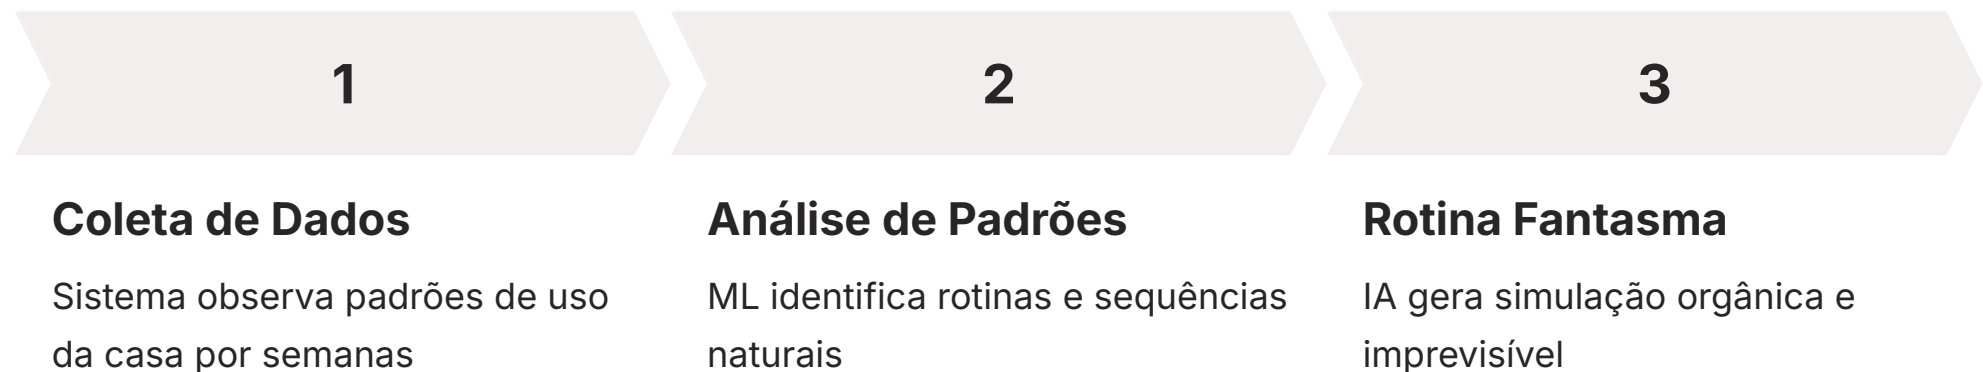 1
Coleta de Dados
Sistema observa padrões de uso
da casa por semanas
2
Análise de Padrões
ML identifica rotinas e sequências
naturais
3
Rotina Fantasma
IA gera simulação orgânica e
imprevisível